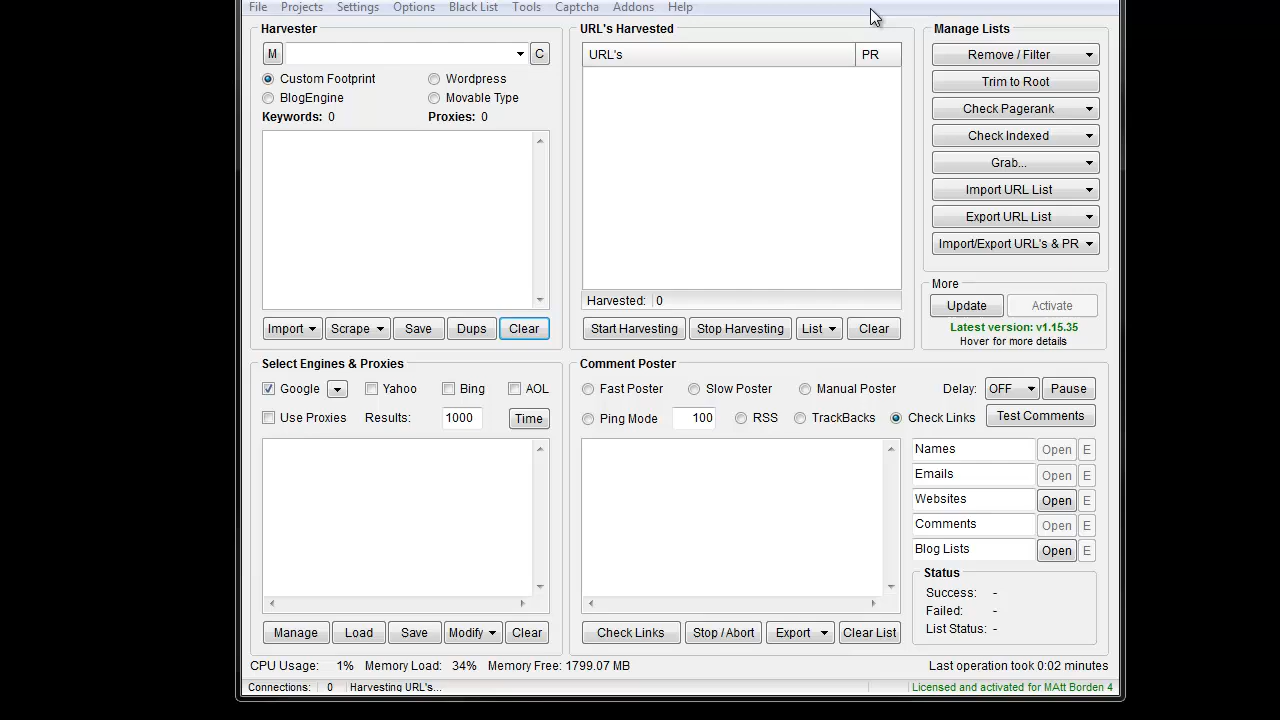 File Projects Settings Options Black List Tools Captcha Addons Help
Harvester
M C
Custom Footprint Wordpress
BlogEngine Movable Type
Keywords: 0 Proxies: 0
Import Scrape Save Dups Clear
URL's Harvested
URL's PR
Harvested: 0
Start Harvesting Stop Harvesting List Clear
Manage Lists
Remove / Filter
Trim to Root
Check Pagerank
Check Indexed
Grab...
Import URL List
Export URL List
Import/Export URL's & PR
More
Update Activate
Latest version: v1.15.35
Hover for more details
Select Engines & Proxies
Google Yahoo Bing AOL
Use Proxies Results: 1000 Time
Manage Load Save Modify Clear
Comment Poster
Fast Poster Slow Poster Manual Poster Delay: OFF Pause
Ping Mode 100 RSS TrackBacks Check Links Test Comments
Names Open E
Emails Open E
Websites Open E
Comments Open E
Blog Lists Open E
Status
Success: -
Failed: -
List Status: -
Check Links Stop / Abort Export Clear List
CPU Usage: 1% Memory Load: 34% Memory Free: 1799.07 MB Last operation took 0:02 minutes
Connections: 0 Harvesting URL's... Licensed and activated for MAtt Borden 4